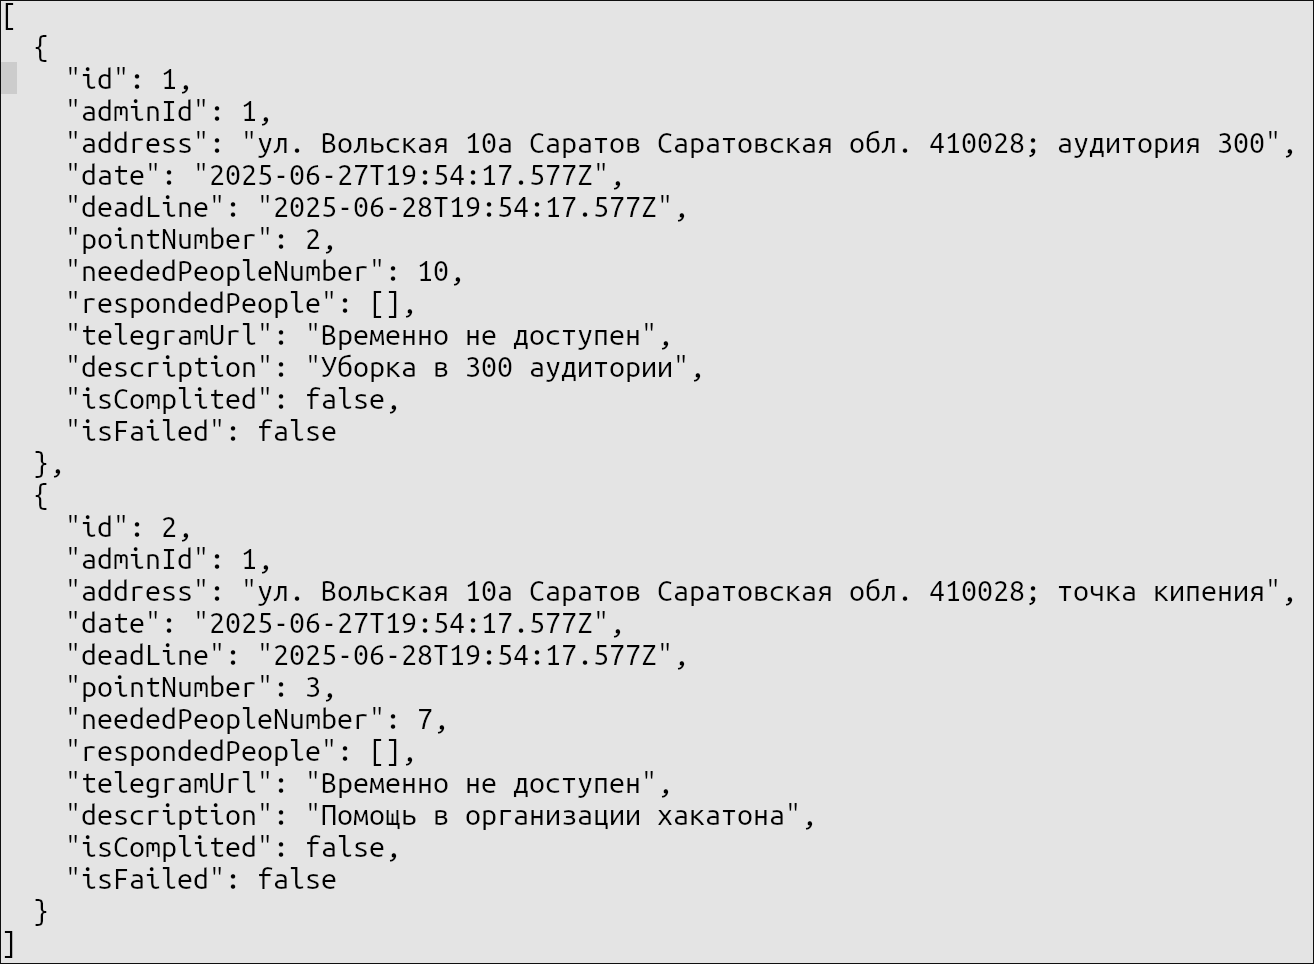 [
  {
    "id": 1,
    "adminId": 1,
    "address": "ул. Вольская 10а Саратов Саратовская обл. 410028; аудитория 300",
    "date": "2025-06-27T19:54:17.577Z",
    "deadLine": "2025-06-28T19:54:17.577Z",
    "pointNumber": 2,
    "neededPeopleNumber": 10,
    "respondedPeople": [],
    "telegramUrl": "Временно не доступен",
    "description": "Уборка в 300 аудитории",
    "isComplited": false,
    "isFailed": false
  },
  {
    "id": 2,
    "adminId": 1,
    "address": "ул. Вольская 10а Саратов Саратовская обл. 410028; точка кипения",
    "date": "2025-06-27T19:54:17.577Z",
    "deadLine": "2025-06-28T19:54:17.577Z",
    "pointNumber": 3,
    "neededPeopleNumber": 7,
    "respondedPeople": [],
    "telegramUrl": "Временно не доступен",
    "description": "Помощь в организации хакатона",
    "isComplited": false,
    "isFailed": false
  }
]